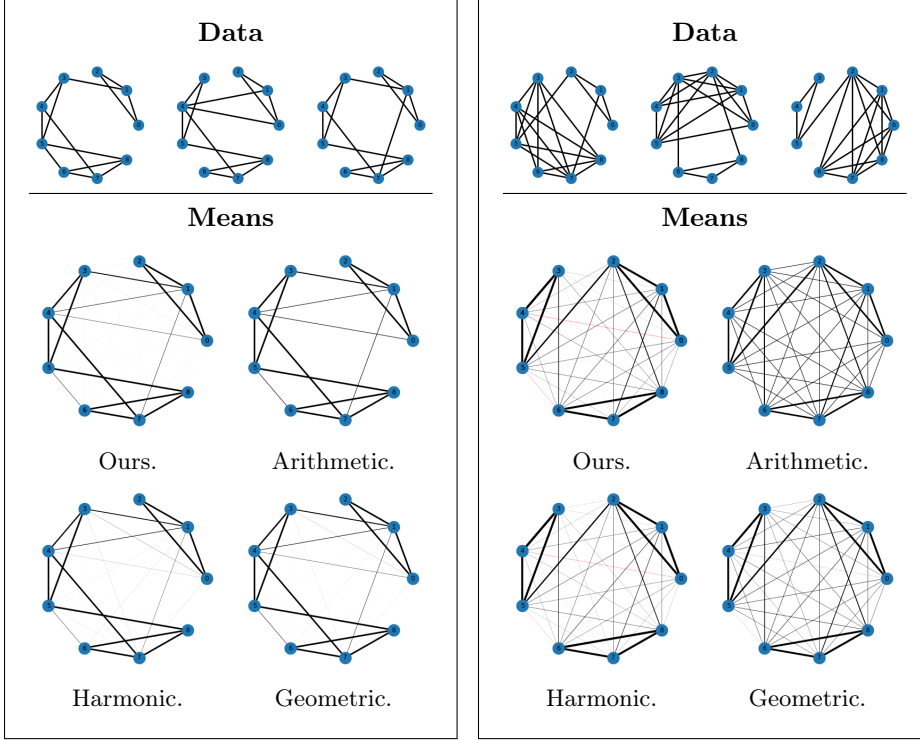 Data
Means
Ours.
Arithmetic.
Harmonic.
Geometric.
Data
Means
Ours.
Arithmetic.
Harmonic.
Geometric.